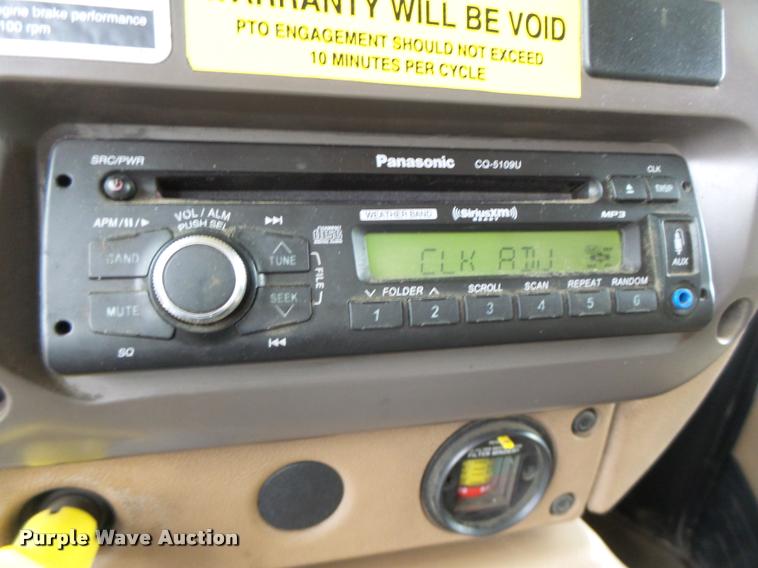 engine brake performance
100 rpm
WARRANTY WILL BE VOID
PTO ENGAGEMENT SHOULD NOT EXCEED
10 MINUTES PER CYCLE
SRC/PWR
Panasonic CQ-5109U
CLK
DISP
APM/
VOL / ALM
PUSH SEL
WEATHER BAND
((SiriusXM))
READY
MP3
BAND
TUNE
FILE
CLK ADJ
AUX
MUTE
SEEK
FOLDER SCROLL SCAN REPEAT RANDOM
1 2 3 4 5 6
SQ
FILTER MINDER
Purple Wave Auction